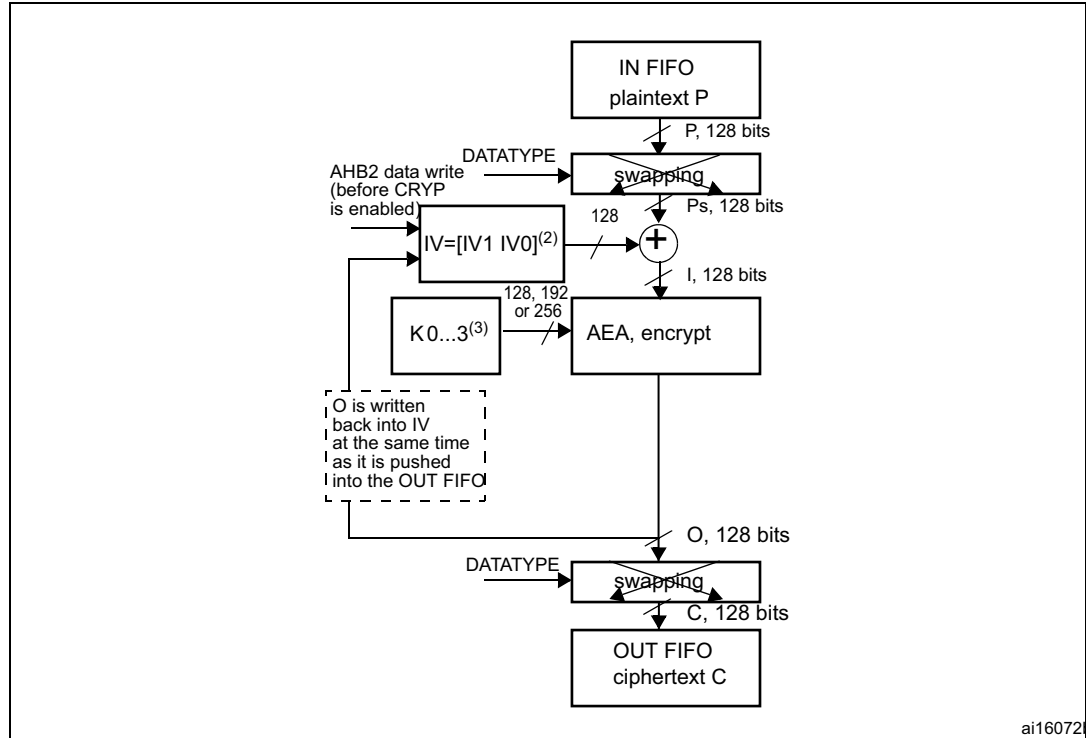 IN FIFO
plaintext P
P, 128 bits
DATATYPE
swapping
AHB2 data write
(before CRYP
is enabled)
Ps, 128 bits
IV=[IV1 IV0](2)
128
+
I, 128 bits
128, 192
or 256
K 0...3(3)
AEA, encrypt
O is written
back into IV
at the same time
as it is pushed
into the OUT FIFO
O, 128 bits
DATATYPE
swapping
C, 128 bits
OUT FIFO
ciphertext C